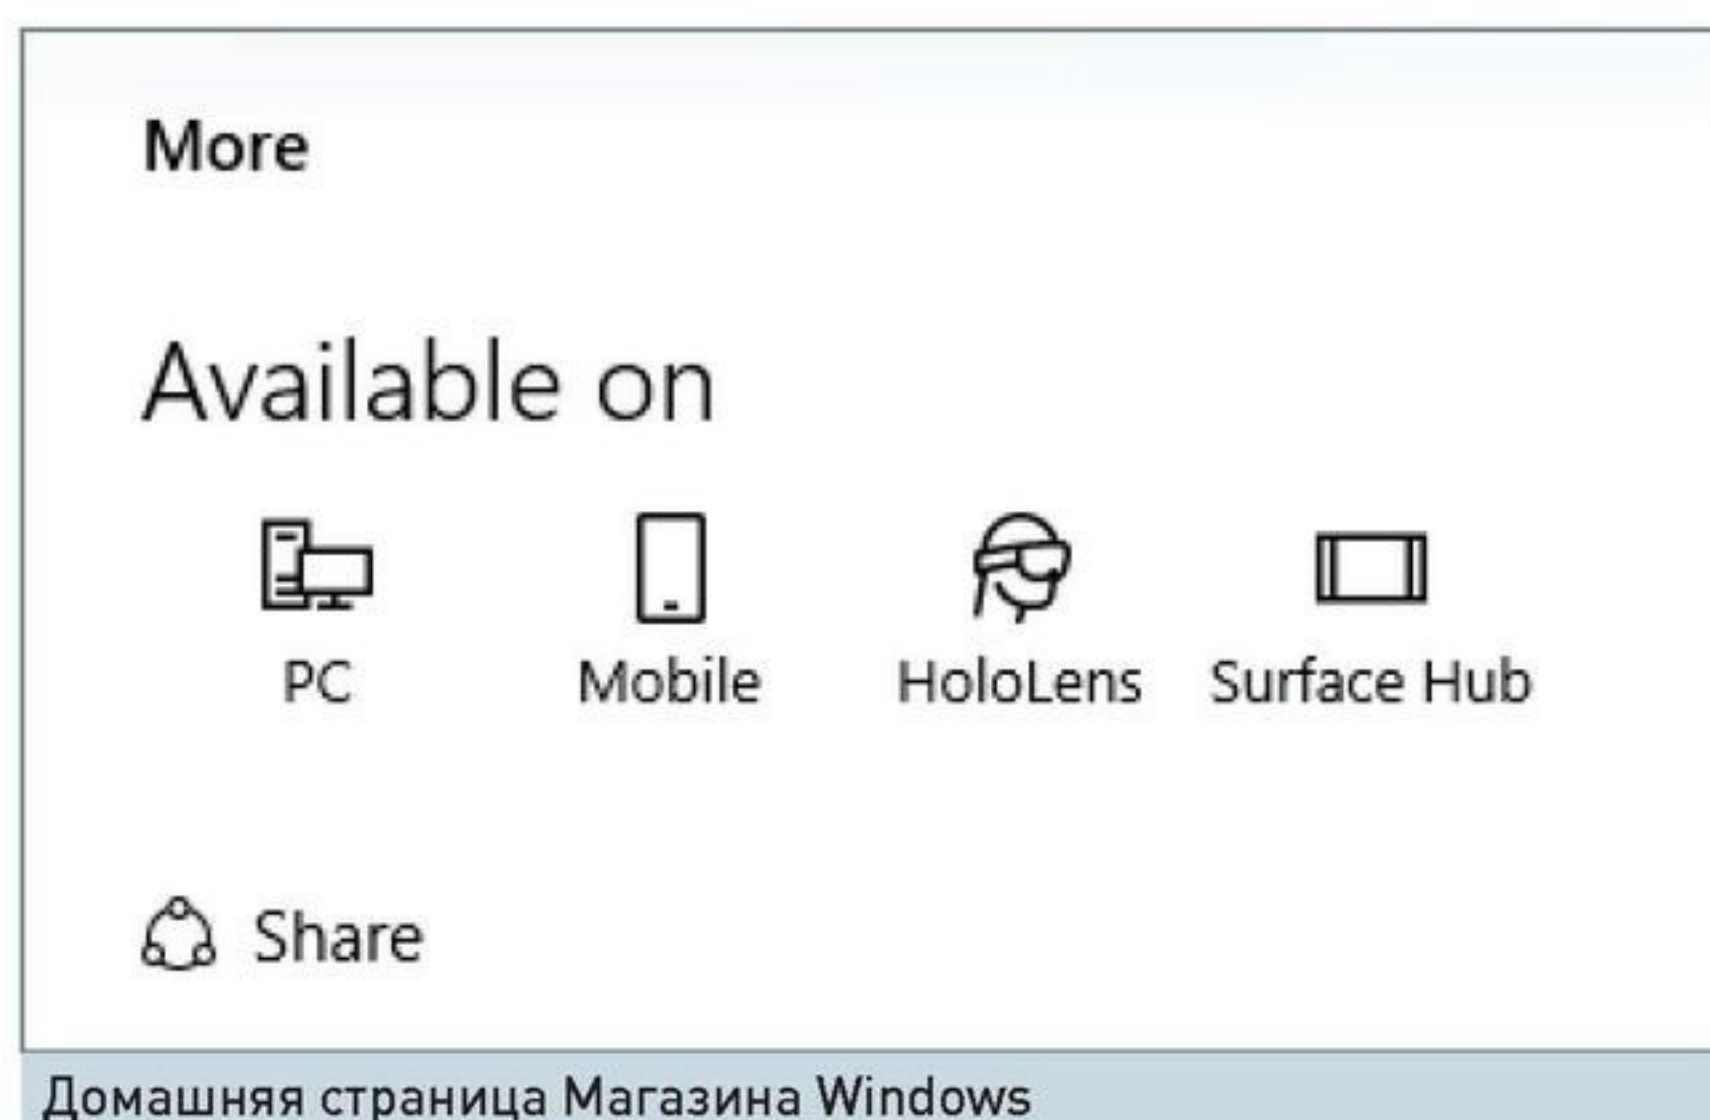 More
Available on
PC Mobile HoloLens Surface Hub
Share
Домашняя страница Магазина Windows